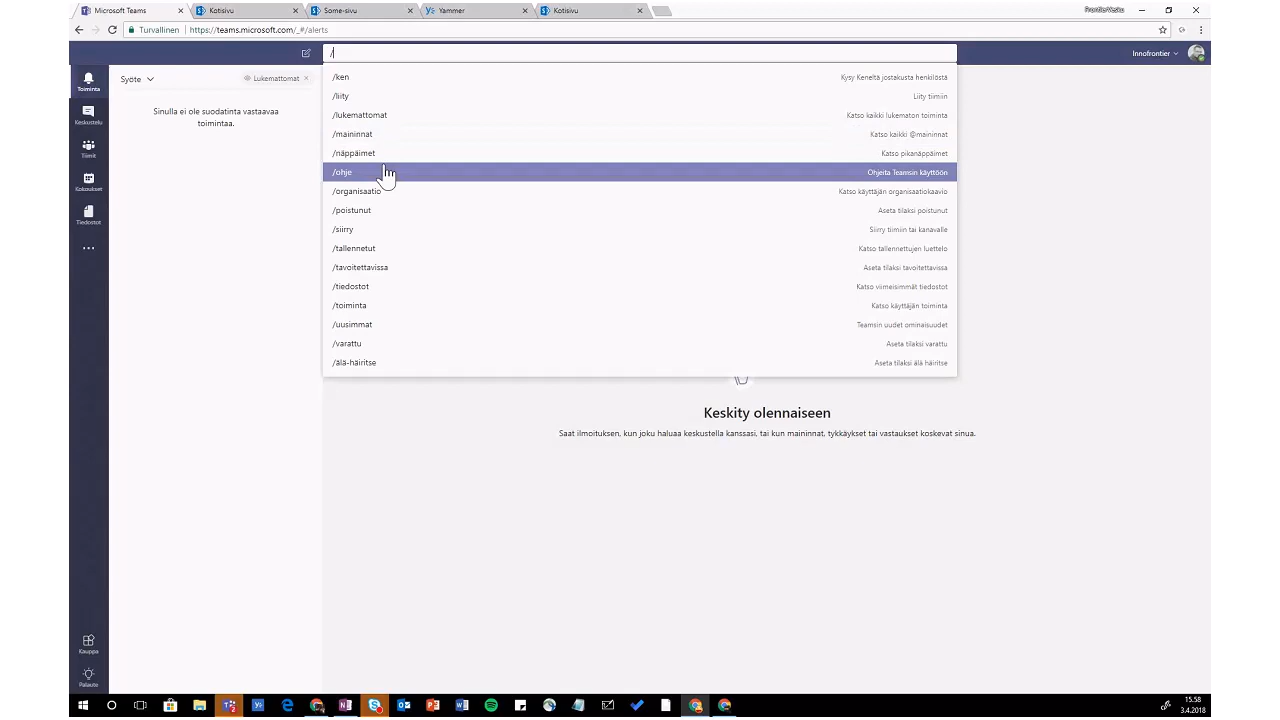 Microsoft Teams
Kotisivu
Some-sivu
Yammer
Kotisivu
FrontierVesku
Turvallinen
https://teams.microsoft.com/_#/alerts
/
Innofrontier
Toiminta
Keskustelu
Tiimit
Kokoukset
Tiedostot
Kauppa
Palaute
Syöte
Lukemattomat
Sinulla ei ole suodatinta vastaavaa
toimintaa.
/ken Kysy Keneltä jostakusta henkilöstä
/liity Liity tiimiin
/lukemattomat Katso kaikki lukematon toiminta
/maininnat Katso kaikki @maininnat
/näppäimet Katso pikanäppäimet
/ohje Ohjeita Teamsin käyttöön
/organisaatio Katso käyttäjän organisaatiokaavio
/poistunut Aseta tilaksi poistunut
/siirry Siirry tiimiin tai kanavalle
/tallennetut Katso tallennettujen luettelo
/tavoitettavissa Aseta tilaksi tavoitettavissa
/tiedostot Katso viimeisimmät tiedostot
/toiminta Katso käyttäjän toiminta
/uusimmat Teamsin uudet ominaisuudet
/varattu Aseta tilaksi varattu
/älä-häiritse Aseta tilaksi älä häiritse
Keskity olennaiseen
Saat ilmoituksen, kun joku haluaa keskustella kanssasi, tai kun maininnat, tykkäykset tai vastaukset koskevat sinua.
15.58
3.4.2018